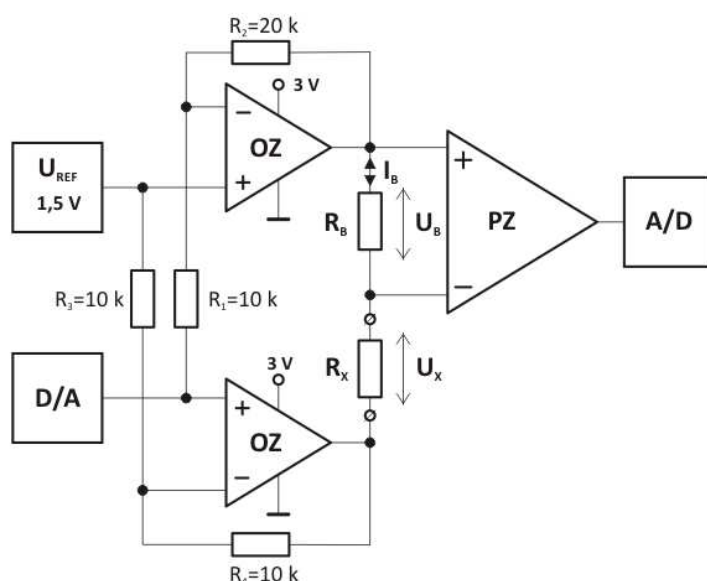 R₂=20 k
3 V
OZ
U_REF
1,5 V
I_B
R_B
U_B
PZ
A/D
R₃=10 k
R₁=10 k
D/A
3 V
OZ
R_X
U_X
=10 k